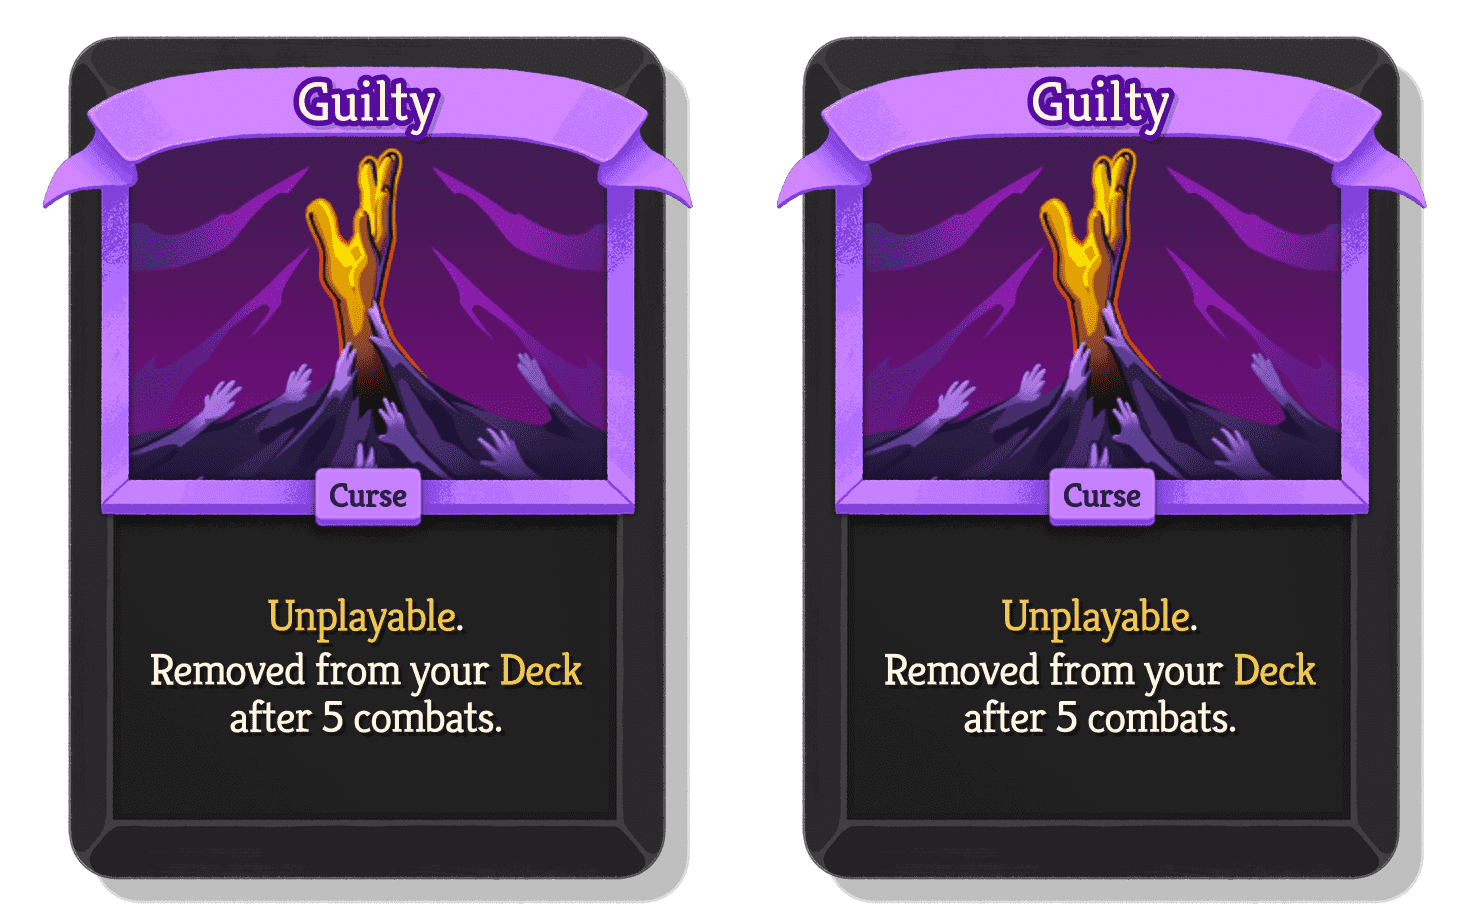 Guilty
Curse
Unplayable.
Removed from your Deck
after 5 combats.
Guilty
Curse
Unplayable.
Removed from your Deck
after 5 combats.